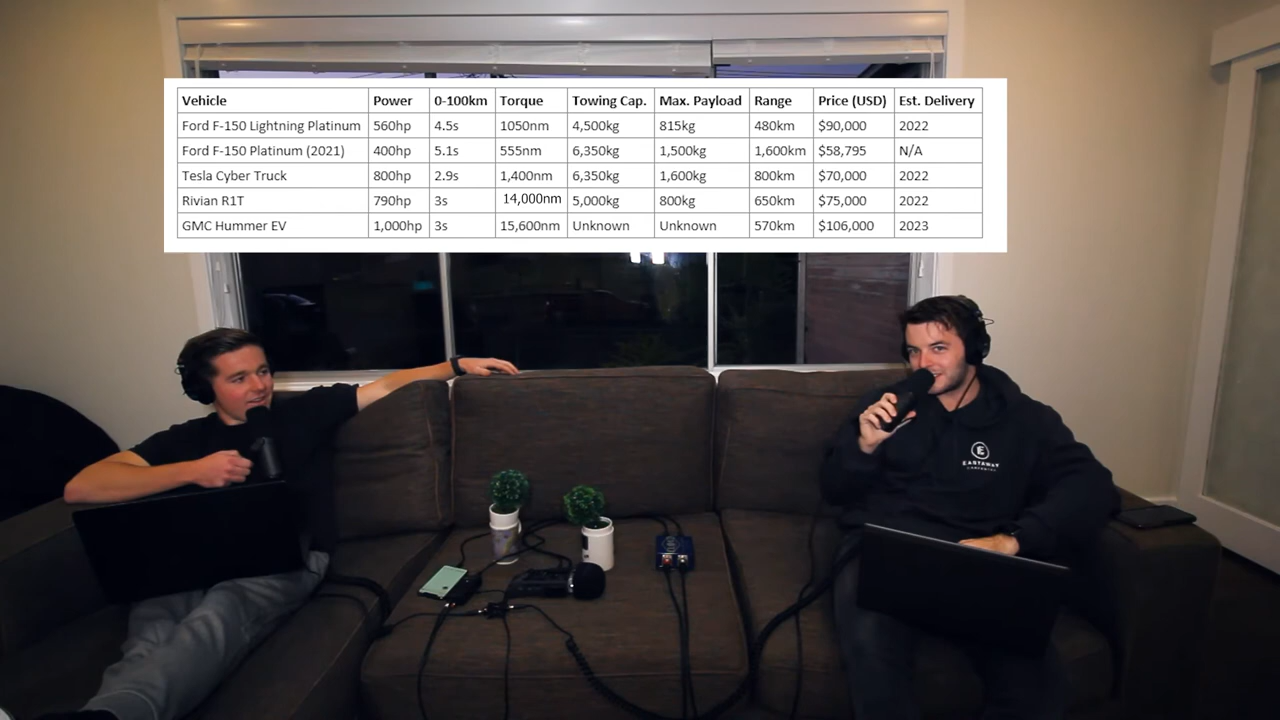 Vehicle Power 0-100km Torque Towing Cap. Max. Payload Range Price (USD) Est. Delivery
Ford F-150 Lightning Platinum 560hp 4.5s 1050nm 4,500kg 815kg 480km $90,000 2022
Ford F-150 Platinum (2021) 400hp 5.1s 555nm 6,350kg 1,500kg 1,600km $58,795 N/A
Tesla Cyber Truck 800hp 2.9s 1,400nm 6,350kg 1,600kg 800km $70,000 2022
Rivian R1T 790hp 3s 14,000nm 5,000kg 800kg 650km $75,000 2022
GMC Hummer EV 1,000hp 3s 15,600nm Unknown Unknown 570km $106,000 2023
E
EASTAWAY